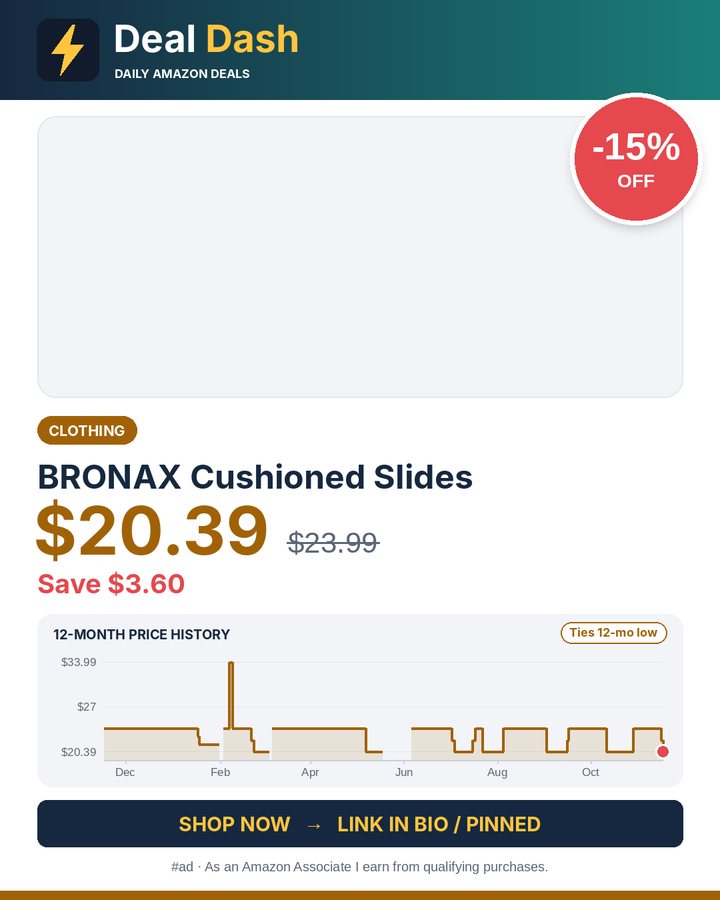 Deal Dash
DAILY AMAZON DEALS
-15%
OFF
CLOTHING
BRONAX Cushioned Slides
$20.39 $23.99
Save $3.60
12-MONTH PRICE HISTORY
Ties 12-mo low
$33.99
$27
$20.39
Dec Feb Apr Jun Aug Oct
SHOP NOW → LINK IN BIO / PINNED
#ad · As an Amazon Associate I earn from qualifying purchases.